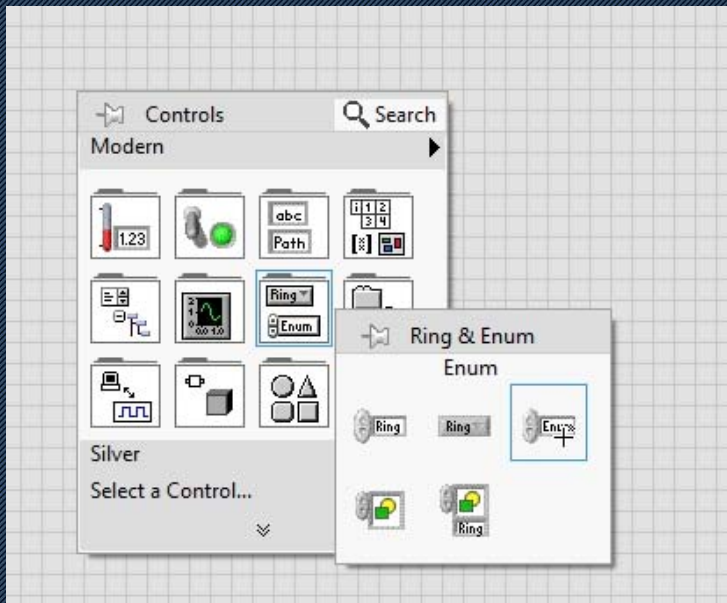 Controls
Search
Modern
1.23
abc
Path
Ring
Enum
Silver
Select a Control...
Ring & Enum
Enum
Ring
Ring
Ring